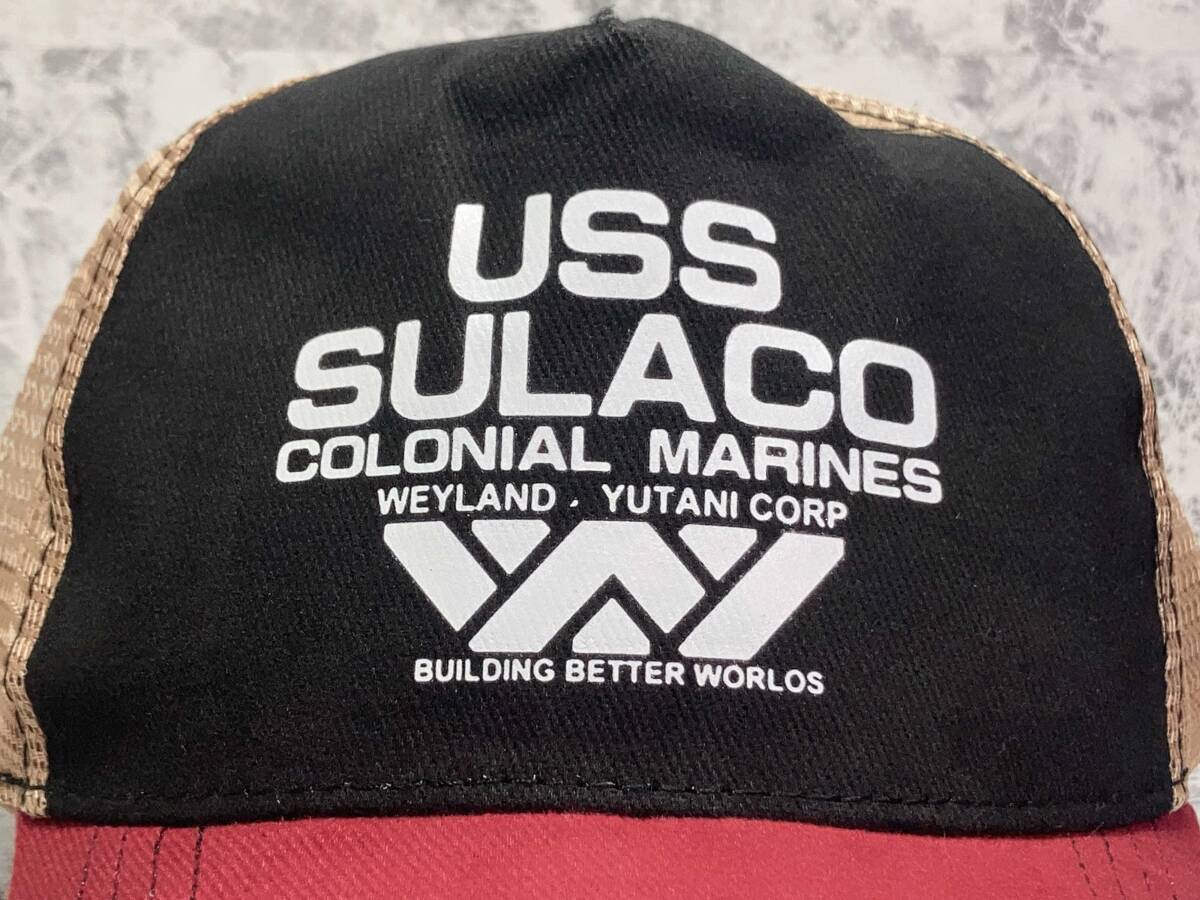 USS
SULACO
COLONIAL MARINES
WEYLAND . YUTANI CORP
BUILDING BETTER WORLOS